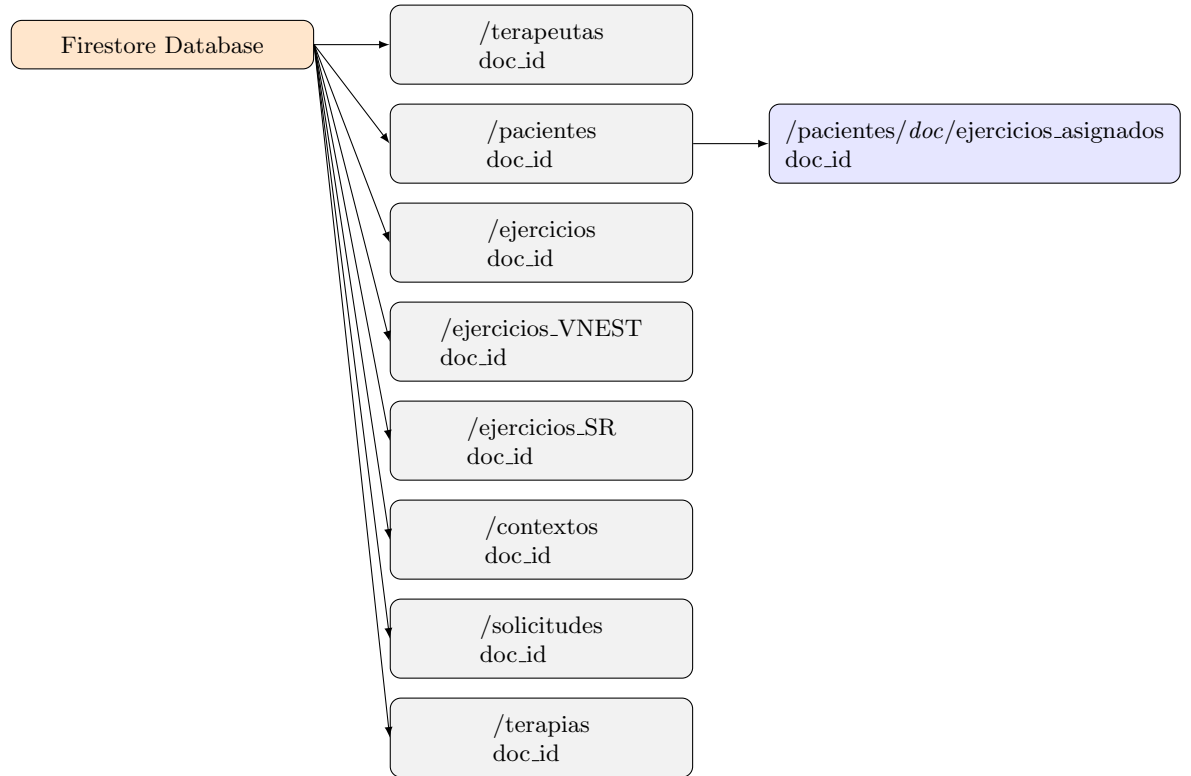 Firestore Database
/terapeutas
doc_id
/pacientes
doc_id
/pacientes/doc/ejercicios_asignados
doc_id
/ejercicios
doc_id
/ejercicios_VNEST
doc_id
/ejercicios_SR
doc_id
/contextos
doc_id
/solicitudes
doc_id
/terapias
doc_id